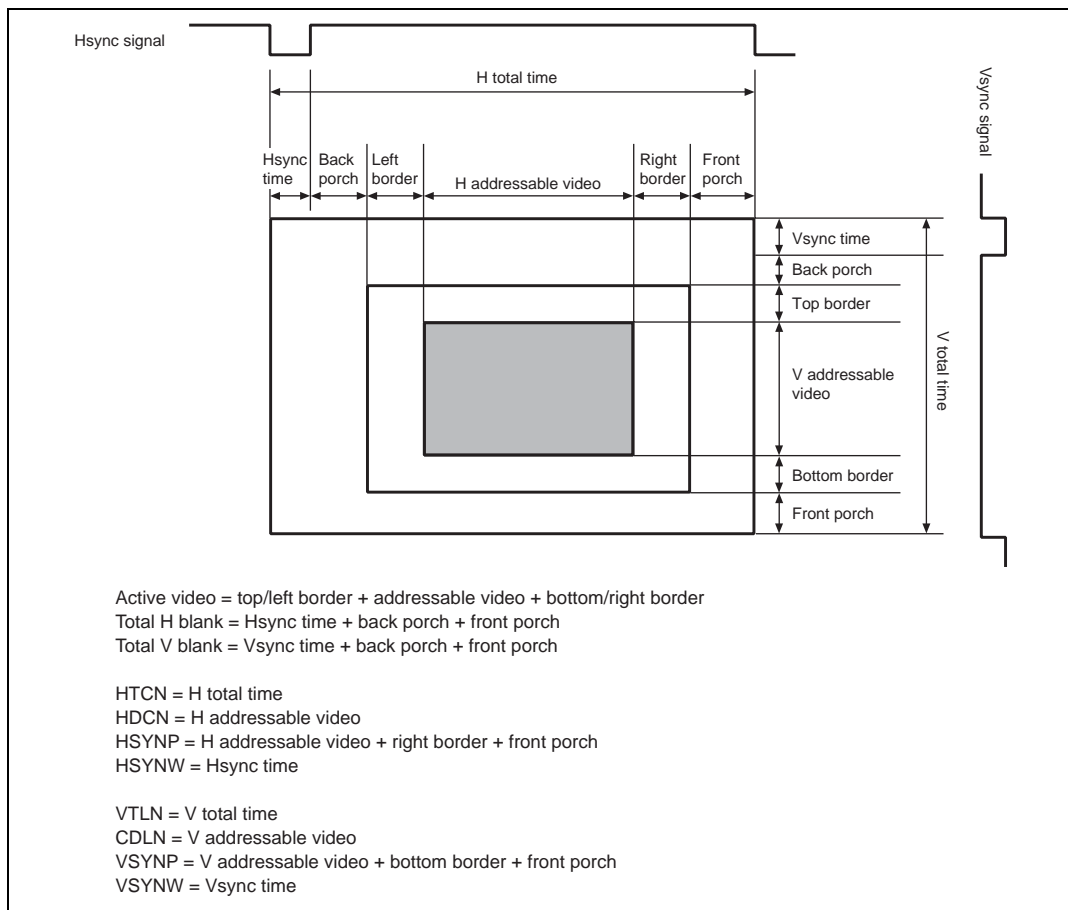 Hsync signal
H total time
Vsync signal
Hsync
time
Back
porch
Left
border
H addressable video
Right
border
Front
porch
Vsync time
Back porch
Top border
V addressable
video
Bottom border
Front porch
V total time
Active video = top/left border + addressable video + bottom/right border
Total H blank = Hsync time + back porch + front porch
Total V blank = Vsync time + back porch + front porch
HTCN = H total time
HDCN = H addressable video
HSYNP = H addressable video + right border + front porch
HSYNW = Hsync time
VTLN = V total time
CDLN = V addressable video
VSYNP = V addressable video + bottom border + front porch
VSYNW = Vsync time